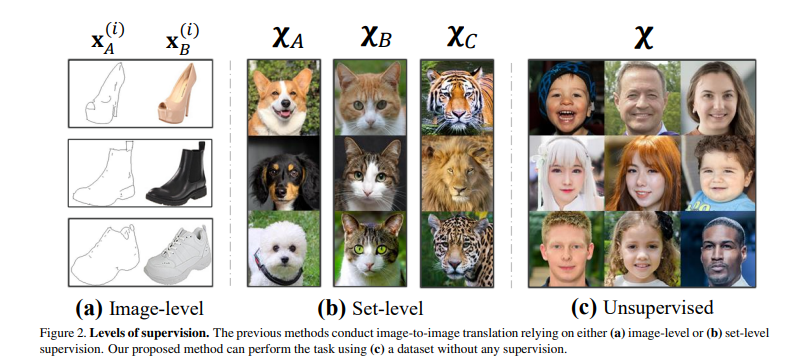 x_A^(i) x_B^(i) χ_A χ_B χ_C χ
(a) Image-level (b) Set-level (c) Unsupervised
Figure 2. Levels of supervision. The previous methods conduct image-to-image translation relying on either (a) image-level or (b) set-level
supervision. Our proposed method can perform the task using (c) a dataset without any supervision.